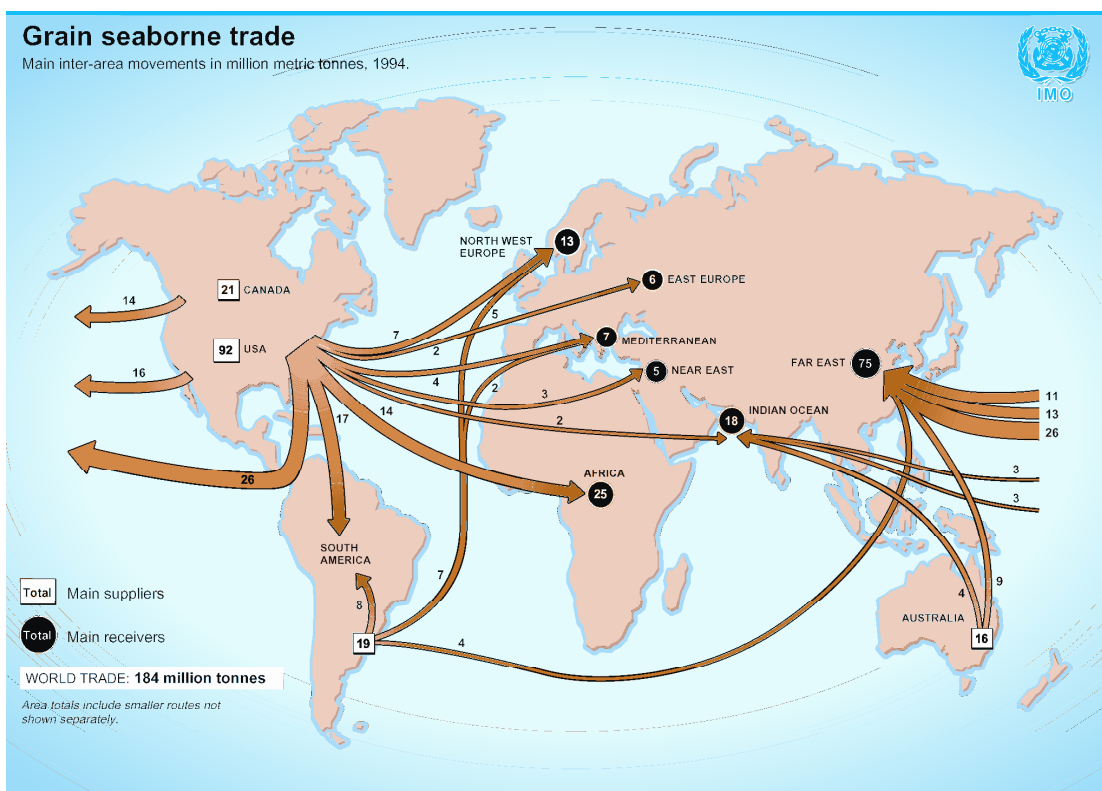 Grain seaborne trade
Main inter-area movements in million metric tonnes, 1994.
IMO
NORTH WEST
EUROPE
13
6
EAST EUROPE
21
CANADA
14
5
7
7
MEDITERRANEAN
92
USA
2
FAR EAST
75
16
4
2
3
5
NEAR EAST
11
13
26
17
14
2
18
INDIAN OCEAN
3
26
AFRICA
25
3
SOUTH
AMERICA
7
9
4
8
Total
Main suppliers
AUSTRALIA
16
Total
Main receivers
19
4
WORLD TRADE: 184 million tonnes
Area totals include smaller routes not
shown separately.